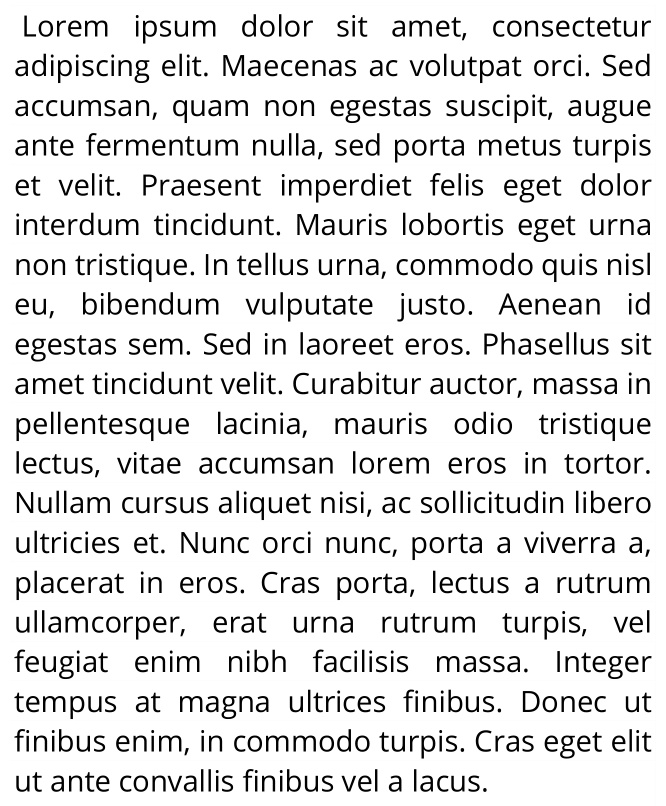 Lorem ipsum dolor sit amet, consectetur
adipiscing elit. Maecenas ac volutpat orci. Sed
accumsan, quam non egestas suscipit, augue
ante fermentum nulla, sed porta metus turpis
et velit. Praesent imperdiet felis eget dolor
interdum tincidunt. Mauris lobortis eget urna
non tristique. In tellus urna, commodo quis nisl
eu, bibendum vulputate justo. Aenean id
egestas sem. Sed in laoreet eros. Phasellus sit
amet tincidunt velit. Curabitur auctor, massa in
pellentesque lacinia, mauris odio tristique
lectus, vitae accumsan lorem eros in tortor.
Nullam cursus aliquet nisi, ac sollicitudin libero
ultricies et. Nunc orci nunc, porta a viverra a,
placerat in eros. Cras porta, lectus a rutrum
ullamcorper, erat urna rutrum turpis, vel
feugiat enim nibh facilisis massa. Integer
tempus at magna ultrices finibus. Donec ut
finibus enim, in commodo turpis. Cras eget elit
ut ante convallis finibus vel a lacus.